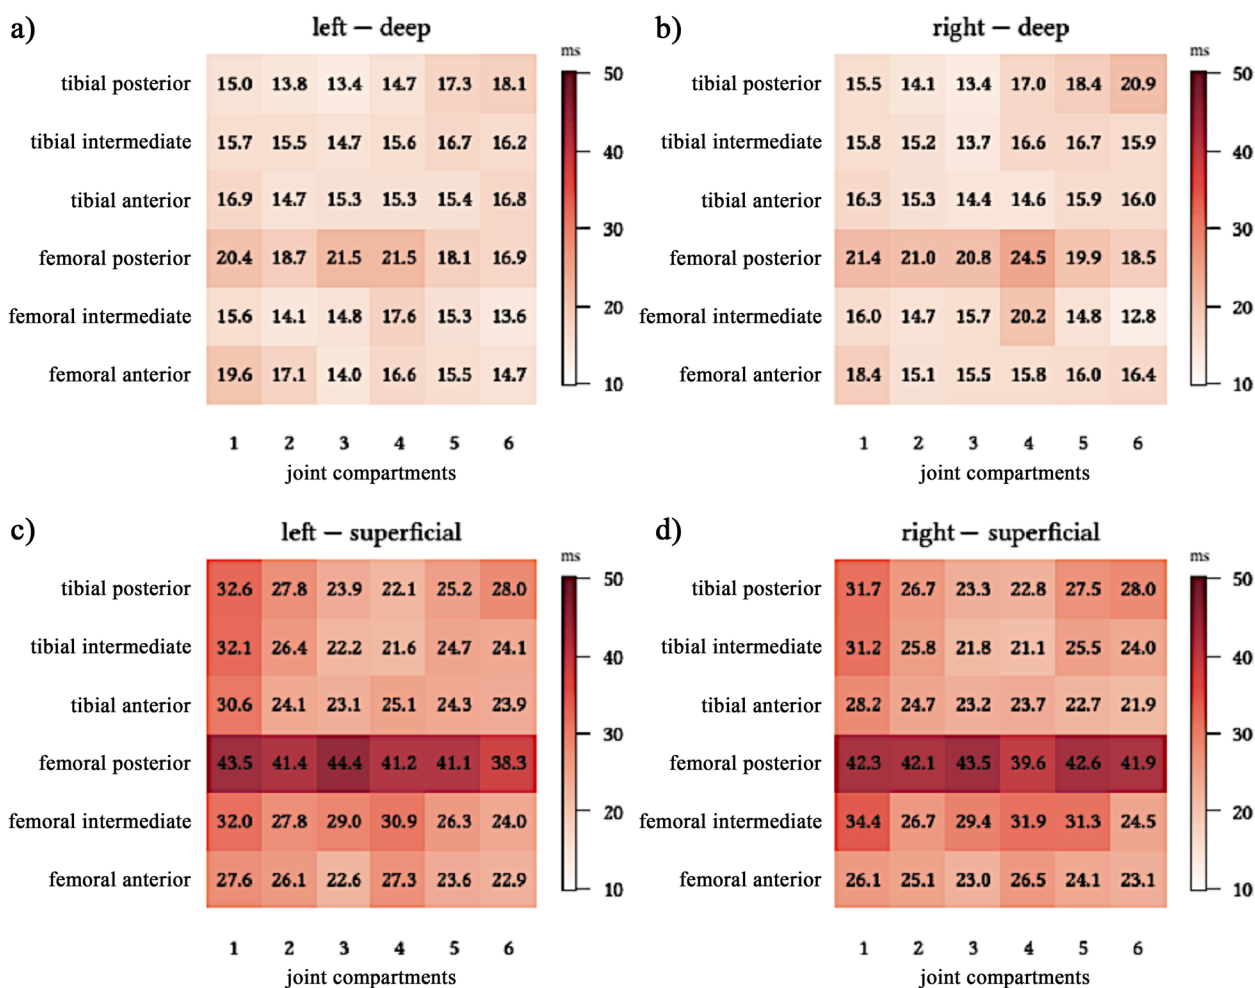 a)
left — deep
ms
tibial posterior 15.0 13.8 13.4 14.7 17.3 18.1
tibial intermediate 15.7 15.5 14.7 15.6 16.7 16.2
tibial anterior 16.9 14.7 15.3 15.3 15.4 16.8
femoral posterior 20.4 18.7 21.5 21.5 18.1 16.9
femoral intermediate 15.6 14.1 14.8 17.6 15.3 13.6
femoral anterior 19.6 17.1 14.0 16.6 15.5 14.7
50
40
30
20
10
1 2 3 4 5 6
joint compartments
b)
right — deep
ms
tibial posterior 15.5 14.1 13.4 17.0 18.4 20.9
tibial intermediate 15.8 15.2 13.7 16.6 16.7 15.9
tibial anterior 16.3 15.3 14.4 14.6 15.9 16.0
femoral posterior 21.4 21.0 20.8 24.5 19.9 18.5
femoral intermediate 16.0 14.7 15.7 20.2 14.8 12.8
femoral anterior 18.4 15.1 15.5 15.8 16.0 16.4
50
40
30
20
10
1 2 3 4 5 6
joint compartments
c)
left — superficial
ms
tibial posterior 32.6 27.8 23.9 22.1 25.2 28.0
tibial intermediate 32.1 26.4 22.2 21.6 24.7 24.1
tibial anterior 30.6 24.1 23.1 25.1 24.3 23.9
femoral posterior 43.5 41.4 44.4 41.2 41.1 38.3
femoral intermediate 32.0 27.8 29.0 30.9 26.3 24.0
femoral anterior 27.6 26.1 22.6 27.3 23.6 22.9
50
40
30
20
10
1 2 3 4 5 6
joint compartments
d)
right — superficial
ms
tibial posterior 31.7 26.7 23.3 22.8 27.5 28.0
tibial intermediate 31.2 25.8 21.8 21.1 25.5 24.0
tibial anterior 28.2 24.7 23.2 23.7 22.7 21.9
femoral posterior 42.3 42.1 43.5 39.6 42.6 41.9
femoral intermediate 34.4 26.7 29.4 31.9 31.3 24.5
femoral anterior 26.1 25.1 23.0 26.5 24.1 23.1
50
40
30
20
10
1 2 3 4 5 6
joint compartments